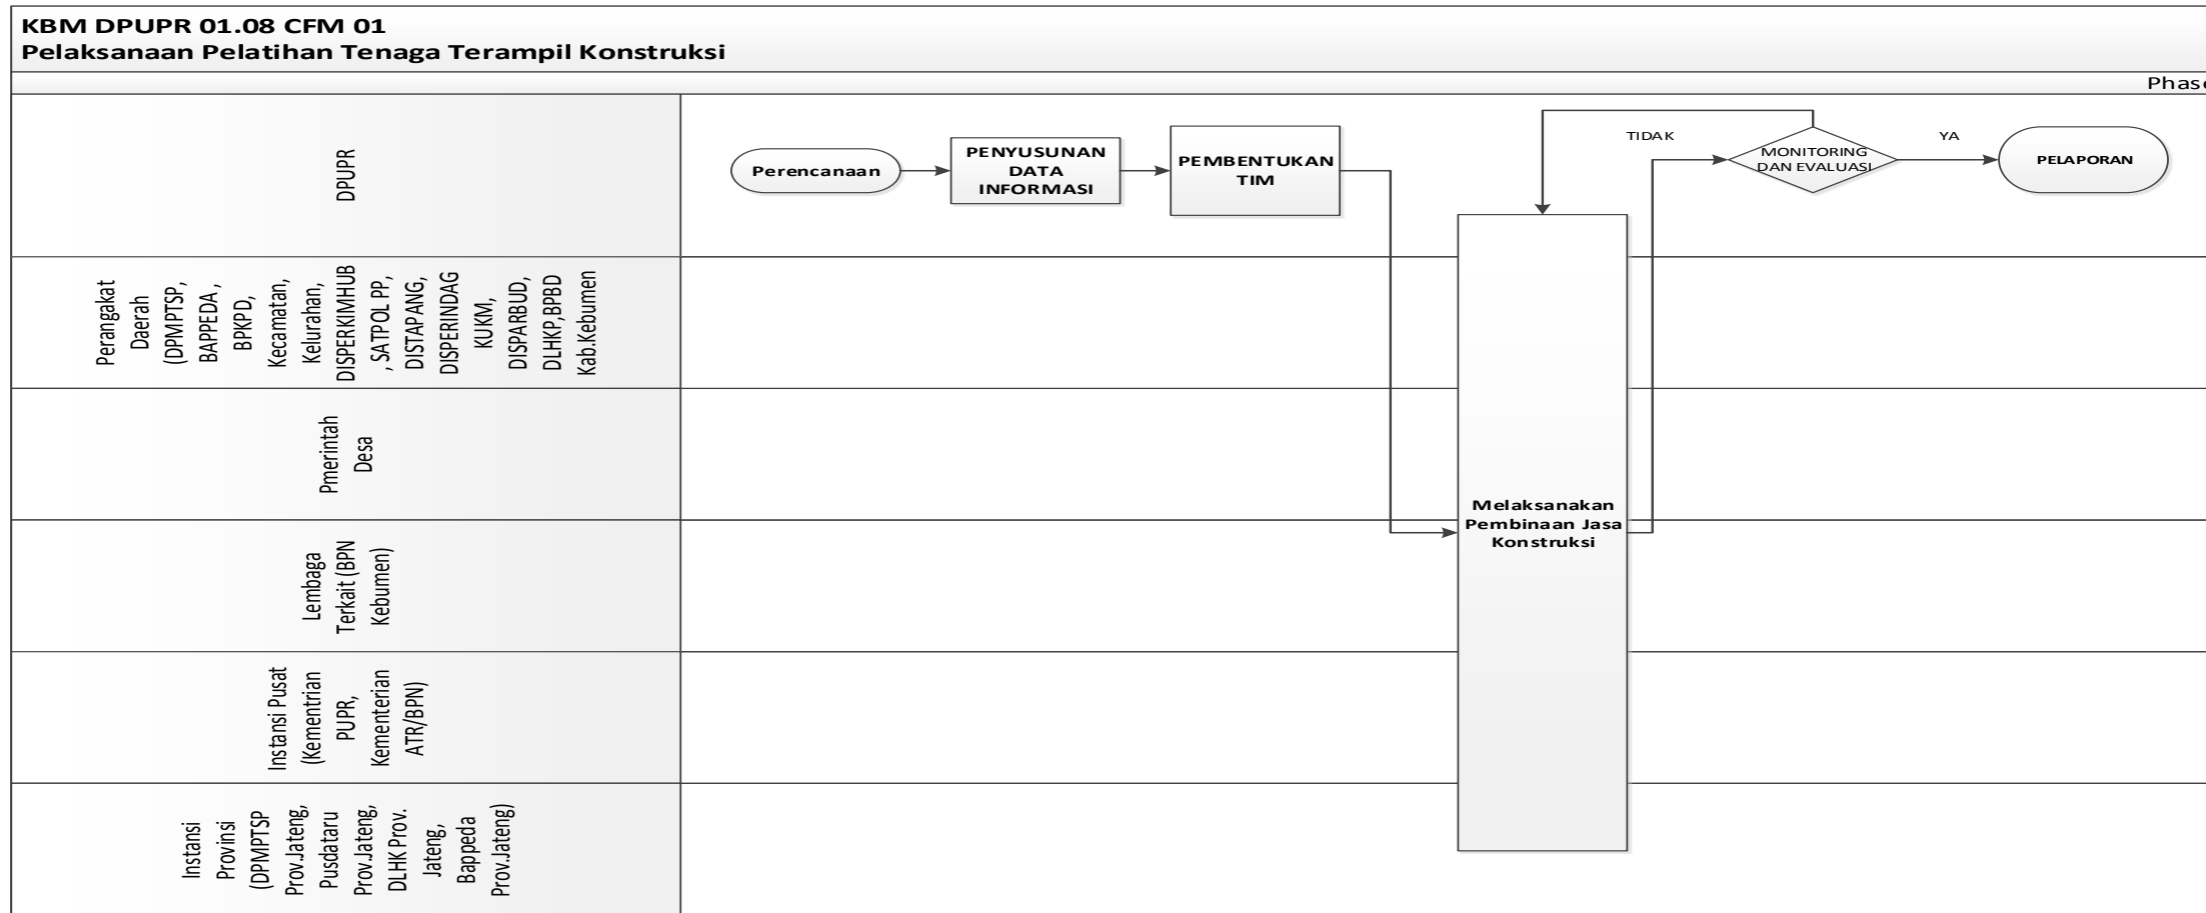 KBM DPUPR 01.08 CFM 01
Pelaksanaan Pelatihan Tenaga Terampil Konstruksi
Phase
DPUPR
Perencanaan
PENYUSUNAN
DATA
INFORMASI
PEMBENTUKAN
TIM
TIDAK
MONITORING
DAN EVALUASI
YA
PELAPORAN
Perangakat
Daerah
(DPMPTSP,
BAPPEDA ,
BPKPD,
Kecamatan,
Kelurahan,
DISPERKIMHUB
, SATPOL PP,
DISTAPANG,
DISPERINDAG
KUKM,
DISPARBUD,
DLHKP,BPBD
Kab.Kebumen
Pmerintah
Desa
Melaksanakan
Pembinaan Jasa
Konstruksi
Lembaga
Terkait (BPN
Kebumen)
Instansi Pusat
(Kementrian
PUPR,
Kementerian
ATR/BPN)
Instansi
Provinsi
(DPMPTSP
Prov.Jateng,
Pusdataru
Prov.Jateng,
DLHK Prov.
Jateng,
Bappeda
Prov.Jateng)